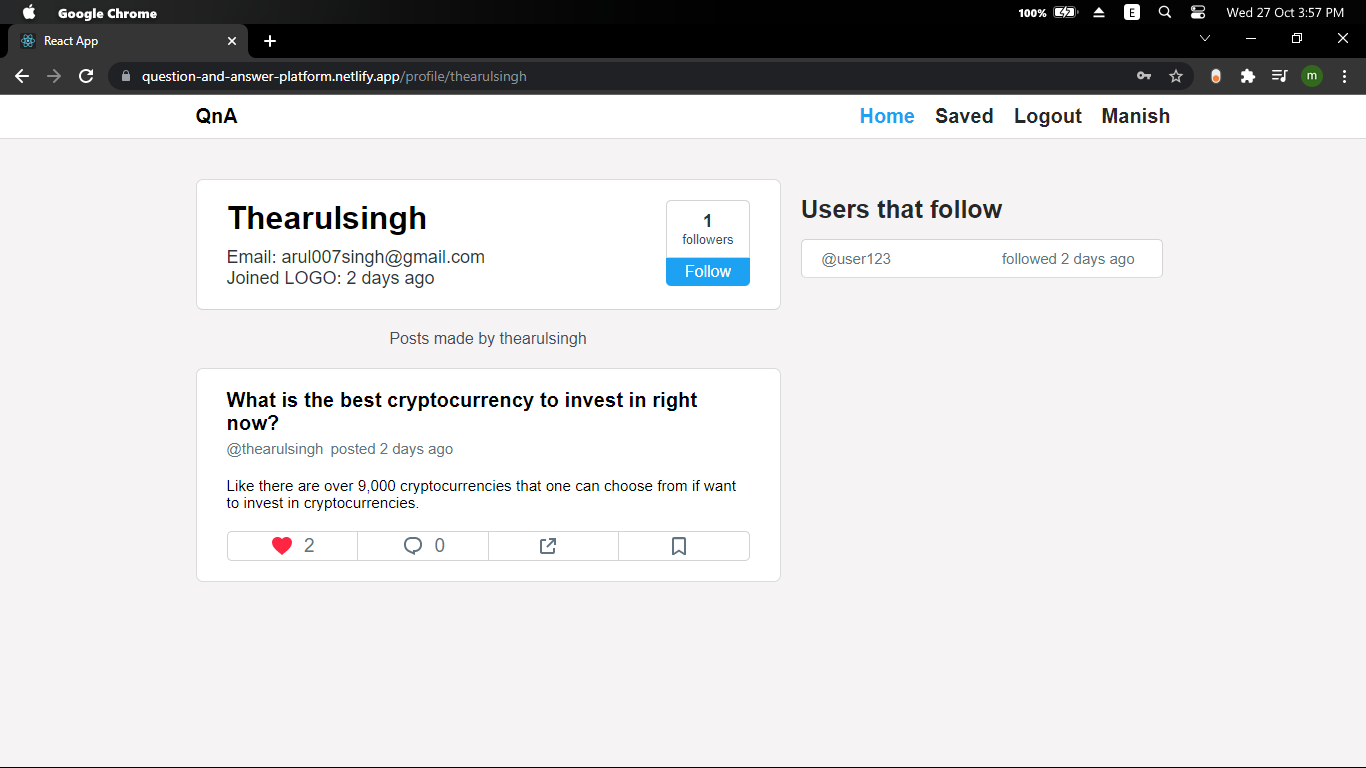 Google Chrome
100%
E
Wed 27 Oct 3:57 PM
React App
question-and-answer-platform.netlify.app/profile/thearulsingh
m
QnA
Home Saved Logout Manish
Thearulsingh
Email: arul007singh@gmail.com
Joined LOGO: 2 days ago
1
followers
Follow
Users that follow
@user123 followed 2 days ago
Posts made by thearulsingh
What is the best cryptocurrency to invest in right
now?
@thearulsingh posted 2 days ago
Like there are over 9,000 cryptocurrencies that one can choose from if want
to invest in cryptocurrencies.
2 0